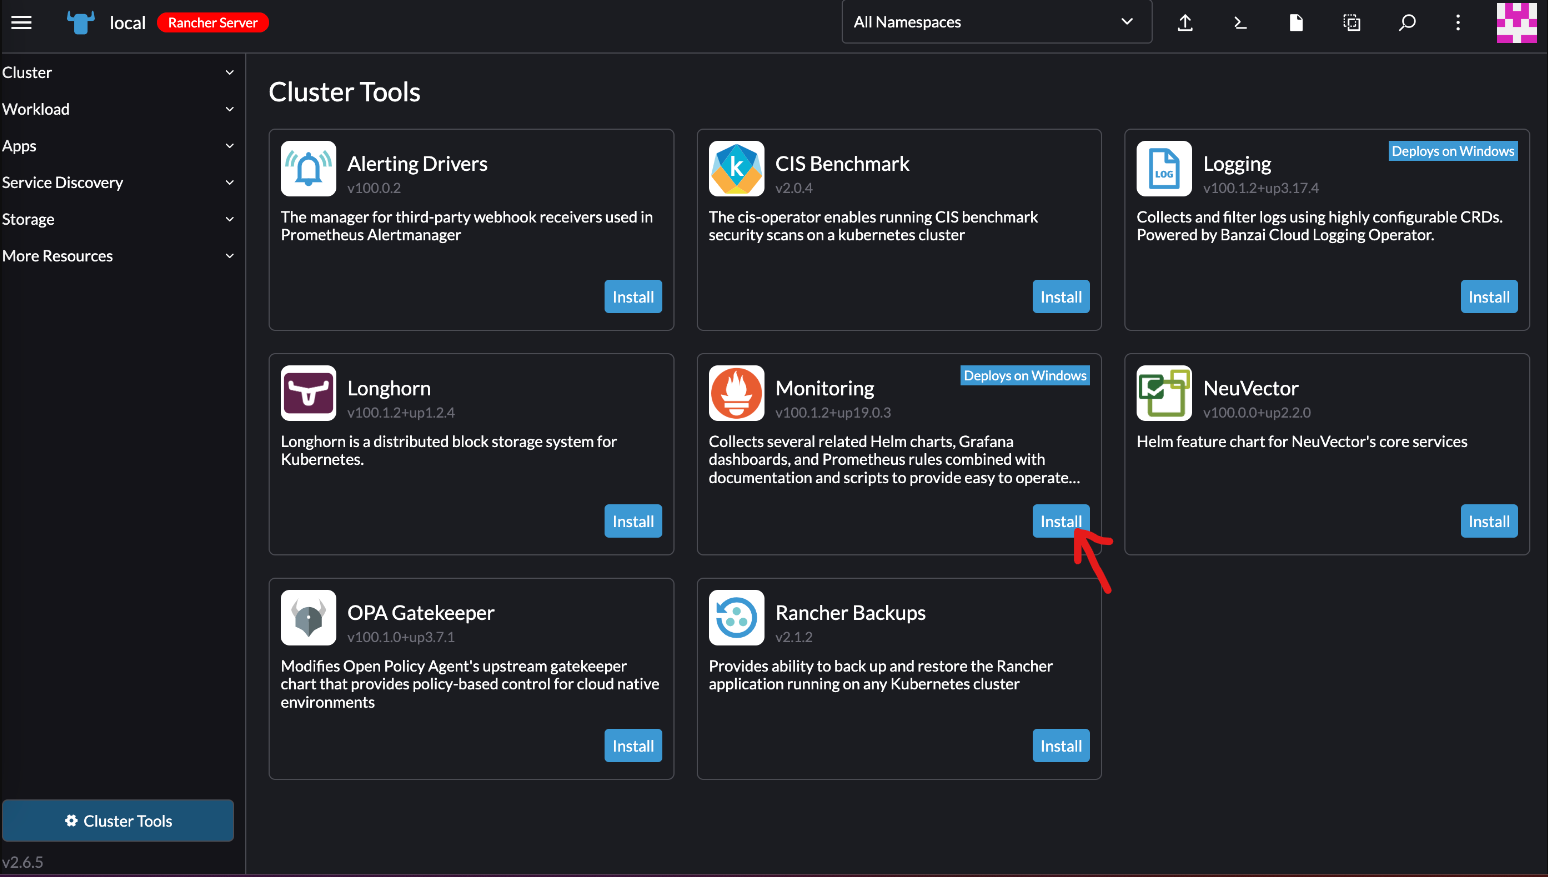 local Rancher Server
All Namespaces
Cluster
Workload
Apps
Service Discovery
Storage
More Resources
Cluster Tools
v2.6.5
Cluster Tools
Alerting Drivers
v100.0.2
The manager for third-party webhook receivers used in
Prometheus Alertmanager
Install
k
CIS Benchmark
v2.0.4
The cis-operator enables running CIS benchmark
security scans on a kubernetes cluster
Install
LOG
Deploys on Windows
Logging
v100.1.2+up3.17.4
Collects and filter logs using highly configurable CRDs.
Powered by Banzai Cloud Logging Operator.
Install
Longhorn
v100.1.2+up1.2.4
Longhorn is a distributed block storage system for
Kubernetes.
Install
Deploys on Windows
Monitoring
v100.1.2+up19.0.3
Collects several related Helm charts, Grafana
dashboards, and Prometheus rules combined with
documentation and scripts to provide easy to operate...
Install
NeuVector
v100.0.0+up2.2.0
Helm feature chart for NeuVector's core services
Install
OPA Gatekeeper
v100.1.0+up3.7.1
Modifies Open Policy Agent's upstream gatekeeper
chart that provides policy-based control for cloud native
environments
Install
Rancher Backups
v2.1.2
Provides ability to back up and restore the Rancher
application running on any Kubernetes cluster
Install